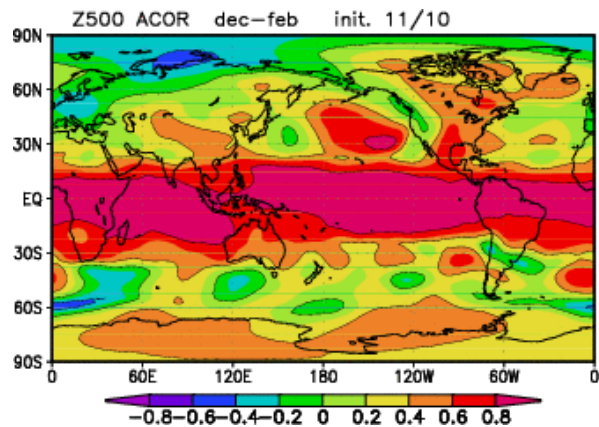 Z500 ACOR dec-feb init. 11/10
90N
60N
30N
EQ
30S
60S
90S
0 60E 120E 180 120W 60W 0
-0.8 -0.6 -0.4 -0.2 0 0.2 0.4 0.6 0.8